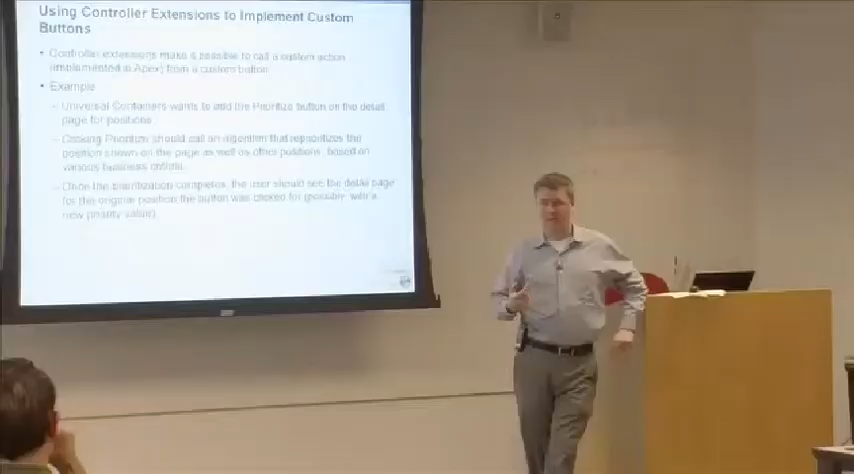 Using Controller Extensions to Implement Custom
Buttons
• Controller extensions make it possible to call a custom action
(implemented in Apex) from a custom button.
• Example
– Universal Containers wants to add the Prioritize button on the detail
page for positions.
– Clicking Prioritize should call an algorithm that reprioritizes the
position shown on the page as well as other positions, based on
various business criteria.
– Once the prioritization completes, the user should see the detail page
for the original position the button was clicked for (possibly with a
new priority value).